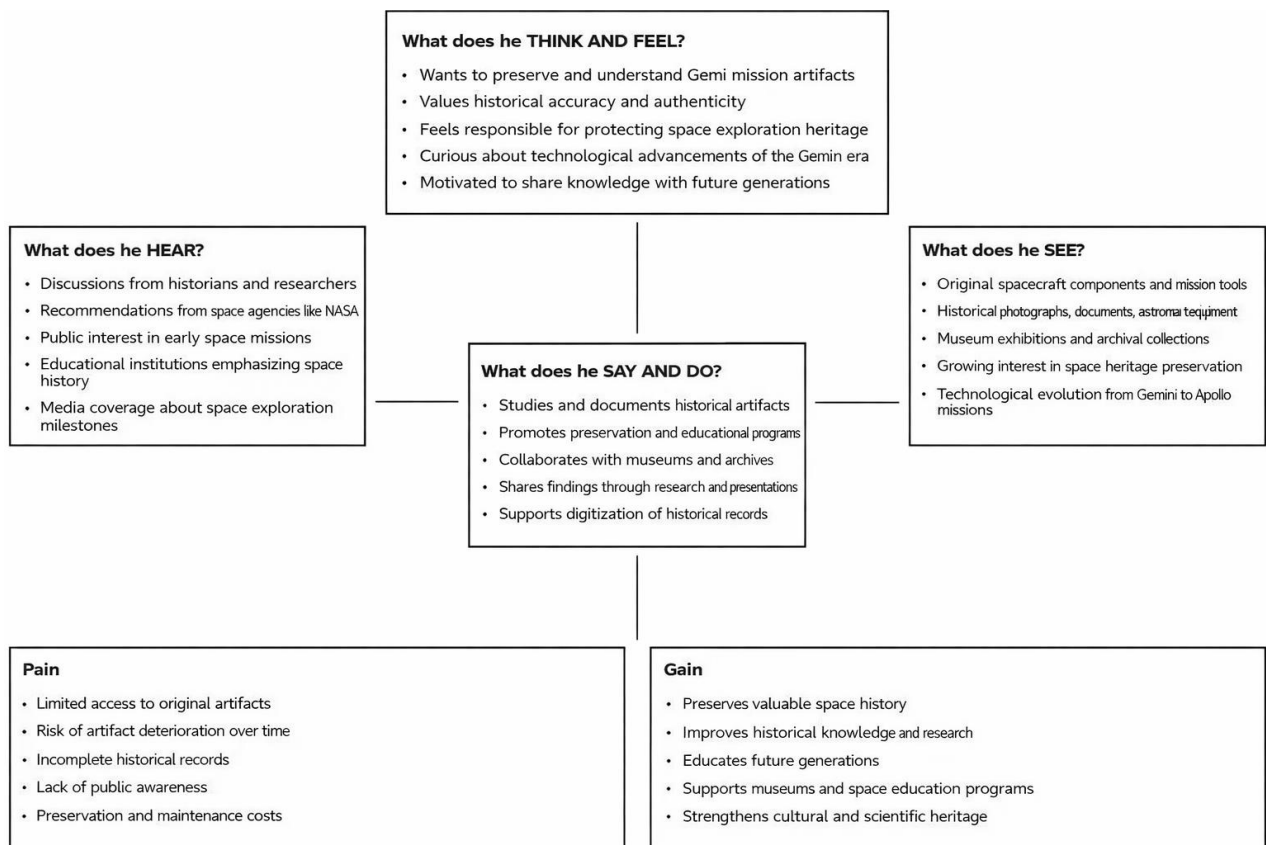 What does he THINK AND FEEL?
• Wants to preserve and understand Gemi mission artifacts
• Values historical accuracy and authenticity
• Feels responsible for protecting space exploration heritage
• Curious about technological advancements of the Gemin era
• Motivated to share knowledge with future generations
What does he HEAR?
• Discussions from historians and researchers
• Recommendations from space agencies like NASA
• Public interest in early space missions
• Educational institutions emphasizing space
history
• Media coverage about space exploration
milestones
What does he SEE?
• Original spacecraft components and mission tools
• Historical photographs, documents,
• Museum exhibitions and archival collections
• Growing interest in space heritage preservation
• Technological evolution from Gemini to Apollo
missions
What does he SAY AND DO?
• Studies and documents historical artifacts
• Promotes preservation and educational programs
• Collaborates with museums and archives
• Shares findings through research and presentations
• Supports digitization of historical records
Pain
• Limited access to original artifacts
• Risk of artifact deterioration over time
• Incomplete historical records
• Lack of public awareness
• Preservation and maintenance costs
Gain
• Preserves valuable space history
• Improves historical knowledge and research
• Educates future generations
• Supports museums and space education programs
• Strengthens cultural and scientific heritage